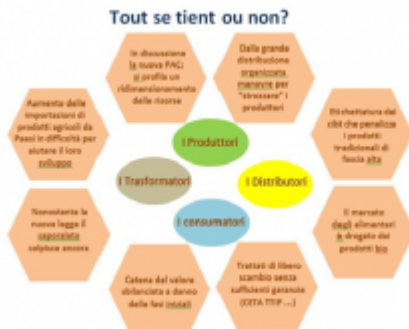 Tout se tient ou non?
In discussione
la nuova PAC:
si profila un
ridimensionamento
delle risorse
Dalla grande
distribuzione
organizzata
manovre per
"strozzare" i
produttori
Aumento delle
importazioni di
prodotti agricoli da
Paesi in difficoltà per
aiutare il loro
sviluppo
Etichettatura dei
cibi che penalizza
i prodotti
tradizionali di
fascia alta
I Produttori
I Trasformatori
I Distributori
I consumatori
Nonostante la
nuova legge il
caporalato
colpisce ancora
Il mercato
degli alimentari
è drogato dai
prodotti bio
Catena del valore
sbilanciata a danno
delle fasi iniziali
Trattati di libero
scambio senza
sufficienti garanzie
(CETA TTIP ...)